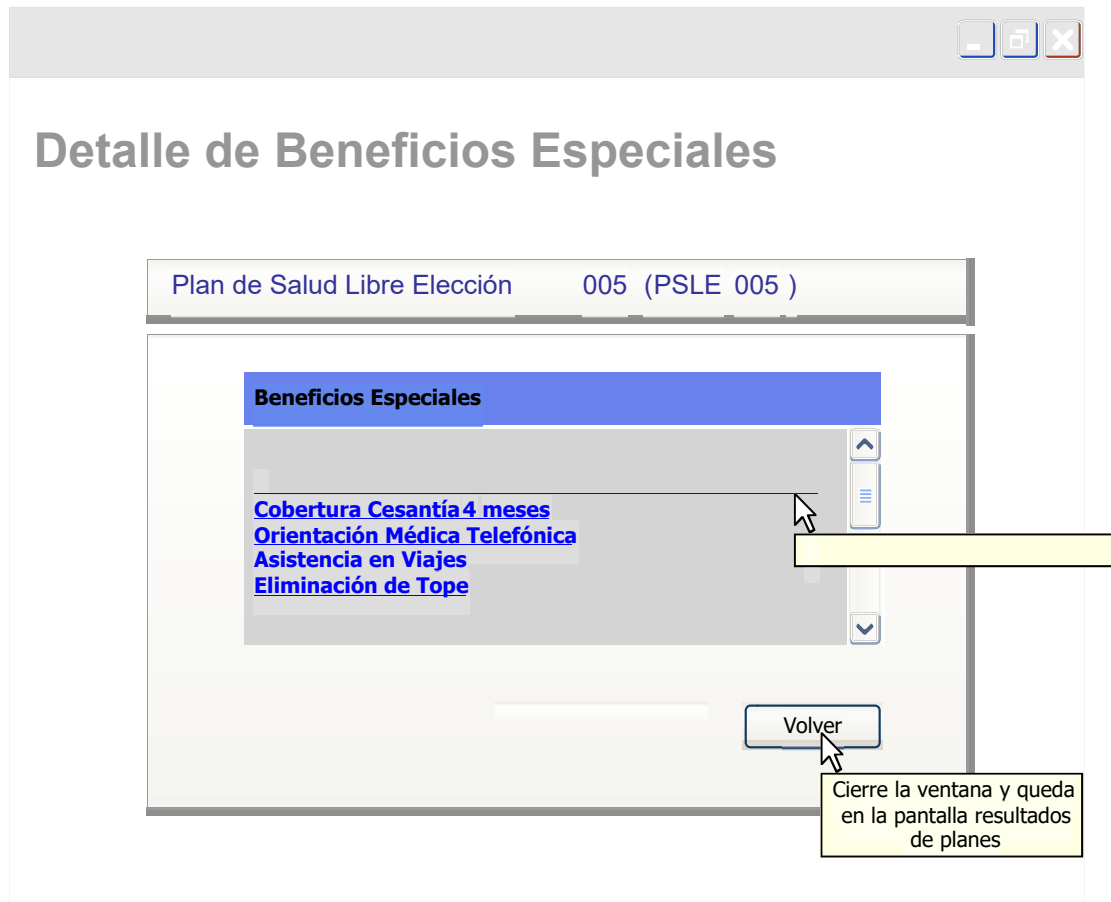 Detalle de Beneficios Especiales
Plan de Salud Libre Elección 005 (PSLE 005 )
Beneficios Especiales
Cobertura Cesantía 4 meses
Orientación Médica Telefónica
Asistencia en Viajes
Eliminación de Tope
Volver
Cierre la ventana y queda
en la pantalla resultados
de planes